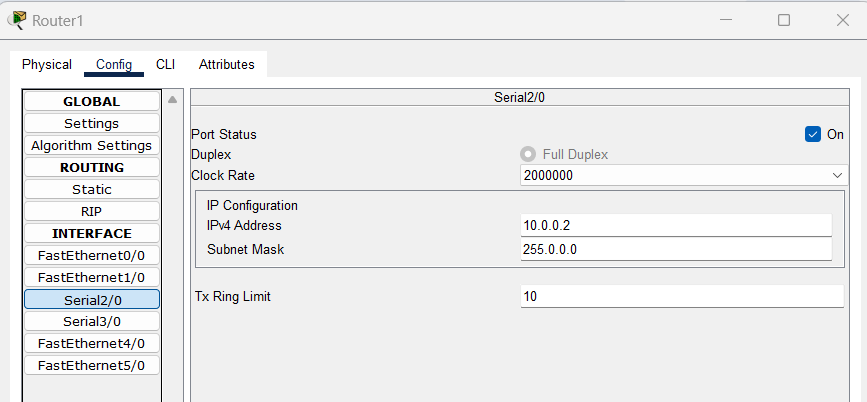 Router1
Physical Config CLI Attributes
GLOBAL
Settings
Algorithm Settings
ROUTING
Static
RIP
INTERFACE
FastEthernet0/0
FastEthernet1/0
Serial2/0
Serial3/0
FastEthernet4/0
FastEthernet5/0
Serial2/0
Port Status On
Duplex Full Duplex
Clock Rate 2000000
IP Configuration
IPv4 Address 10.0.0.2
Subnet Mask 255.0.0.0
Tx Ring Limit 10